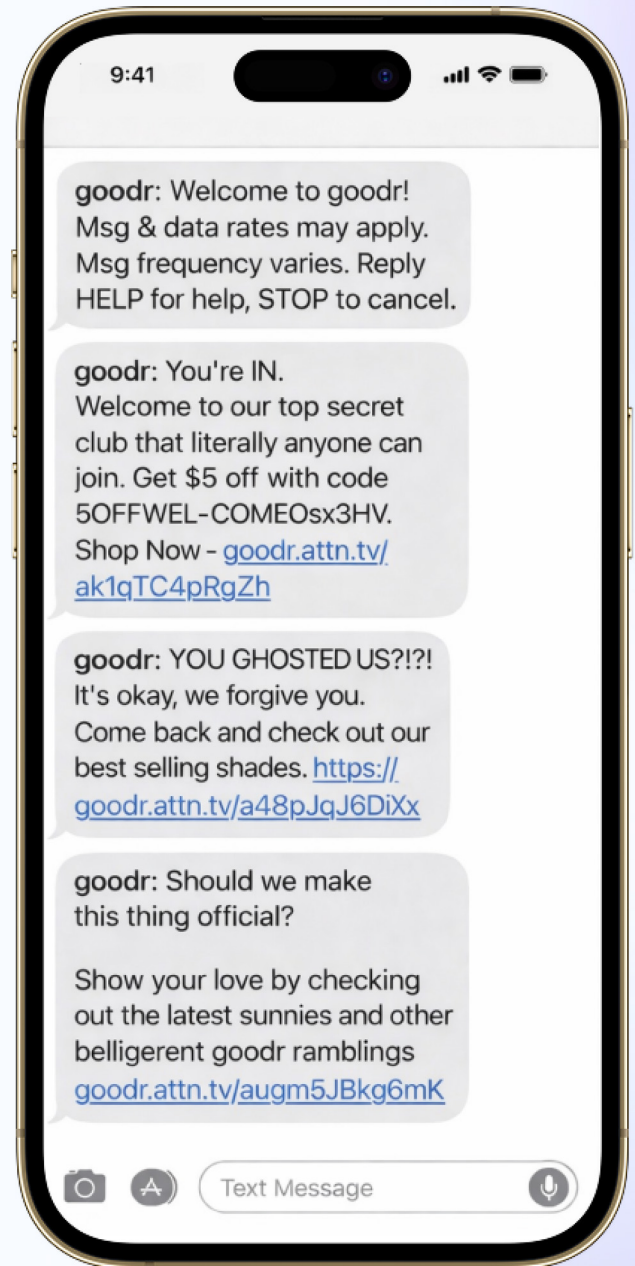 9:41
goodr: Welcome to goodr!
Msg & data rates may apply.
Msg frequency varies. Reply
HELP for help, STOP to cancel.
goodr: You're IN.
Welcome to our top secret
club that literally anyone can
join. Get $5 off with code
5OFFWEL-COMEOsx3HV.
Shop Now - goodr.attn.tv/
ak1qTC4pRgZh
goodr: YOU GHOSTED US?!?!
It's okay, we forgive you.
Come back and check out our
best selling shades. https://
goodr.attn.tv/a48pJqJ6DiXx
goodr: Should we make
this thing official?
Show your love by checking
out the latest sunnies and other
belligerent goodr ramblings
goodr.attn.tv/augm5JBkg6mK
Text Message